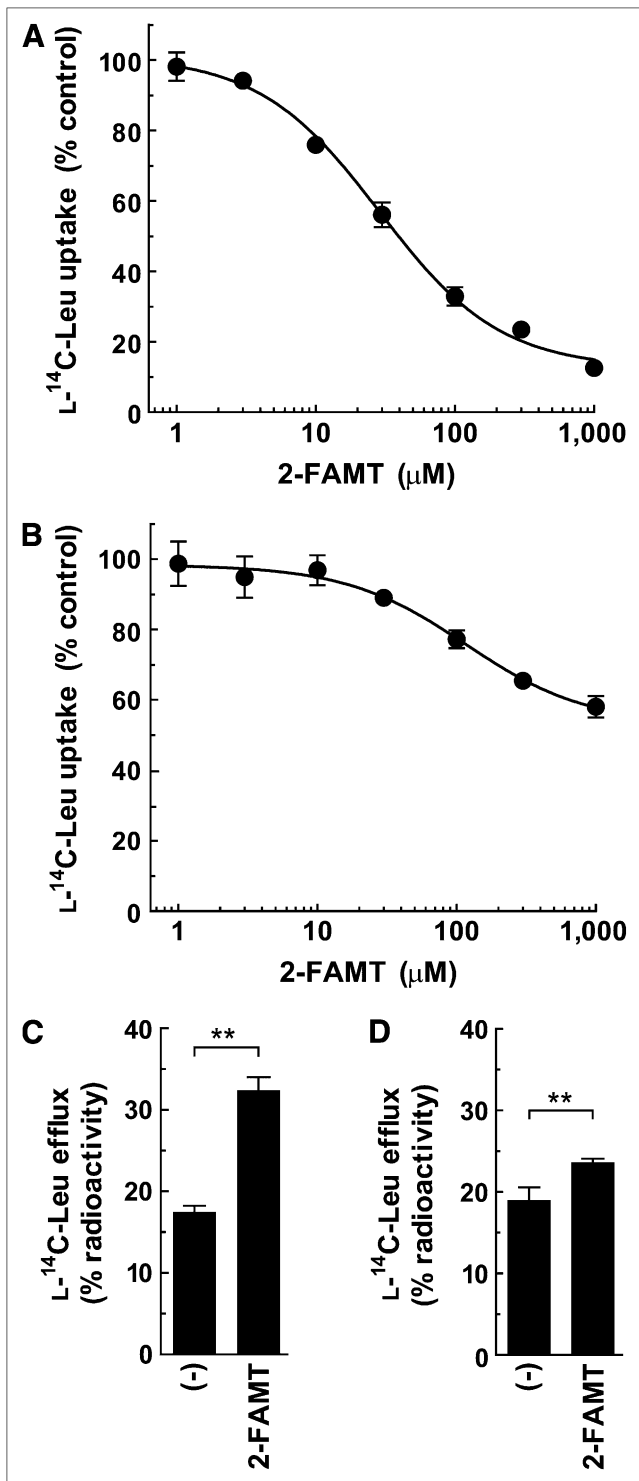 A
L-¹⁴C-Leu uptake (% control)
100
80
60
40
20
0
1 10 100 1,000
2-FAMT (μM)
B
L-¹⁴C-Leu uptake (% control)
100
80
60
40
20
0
1 10 100 1,000
2-FAMT (μM)
C
L-¹⁴C-Leu efflux
(% radioactivity)
40
30
20
10
0
**
(-) 2-FAMT
D
L-¹⁴C-Leu efflux
(% radioactivity)
40
30
20
10
0
**
(-) 2-FAMT